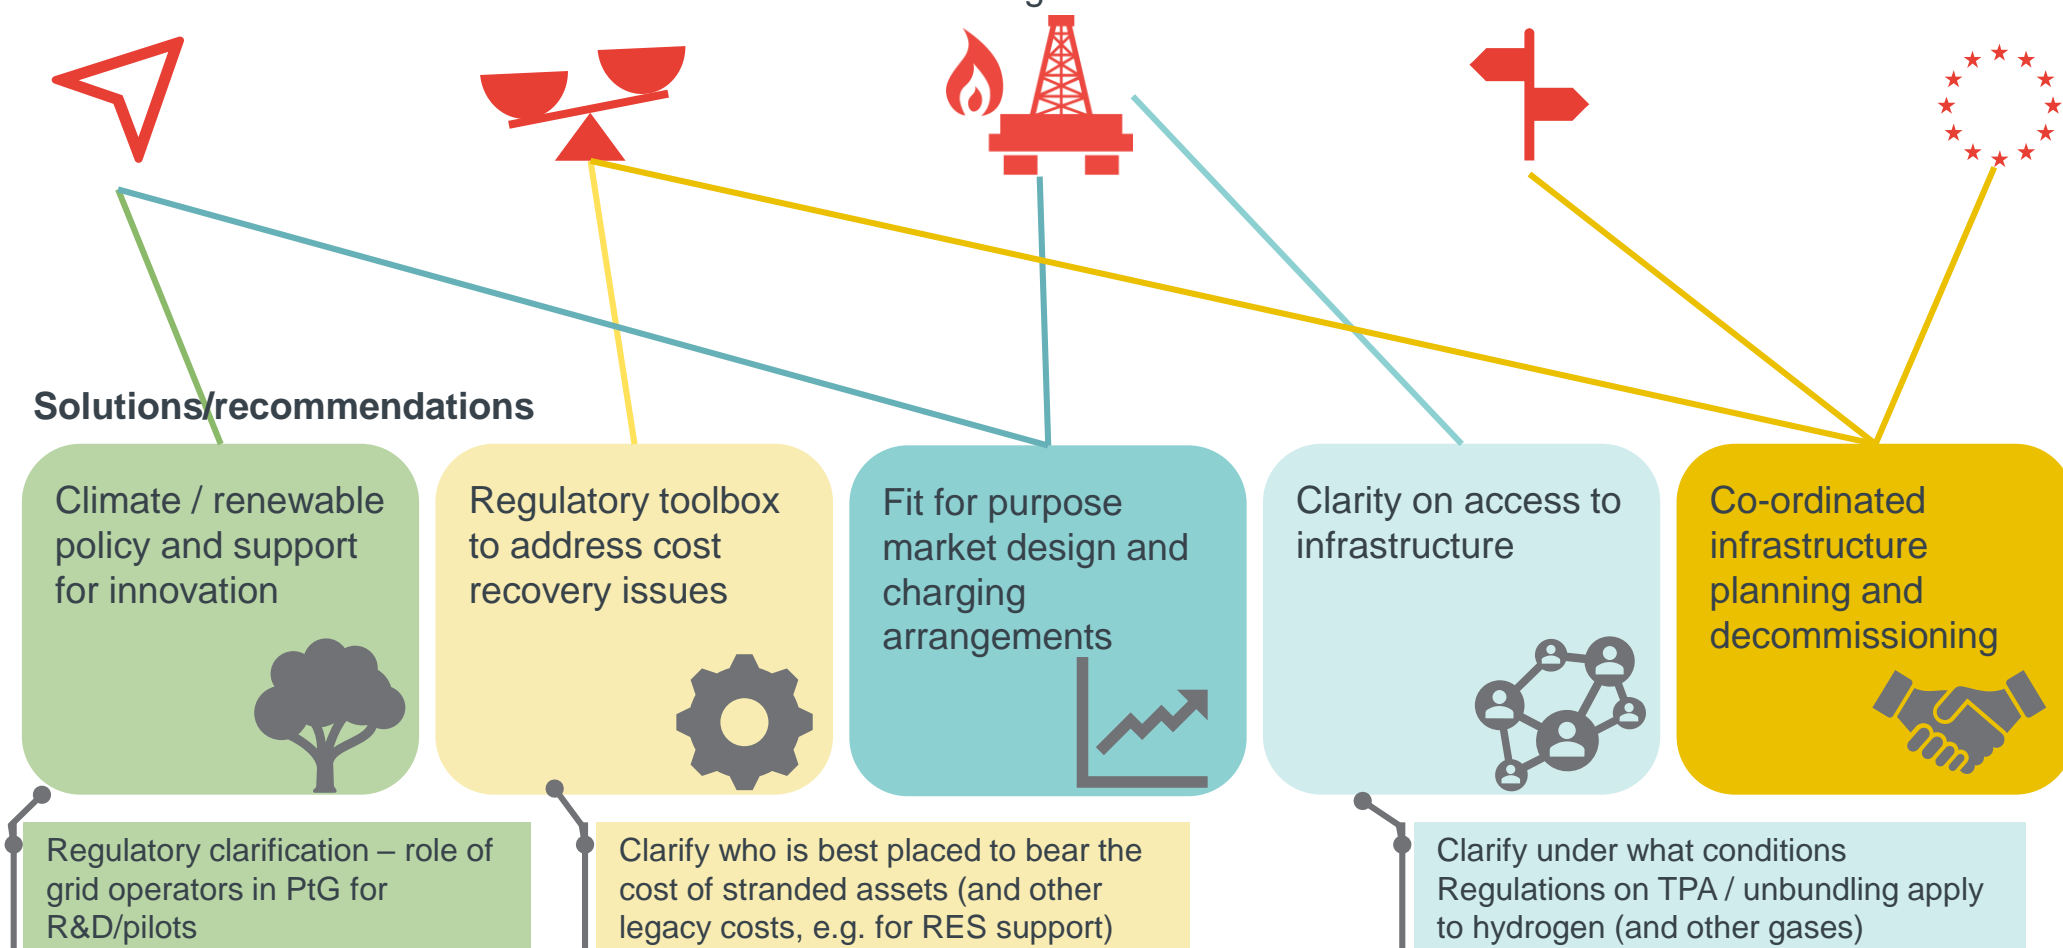 Solutions/recommendations
Climate / renewable
policy and support
for innovation
Regulatory toolbox
to address cost
recovery issues
Fit for purpose
market design and
charging
arrangements
Clarity on access to
infrastructure
Co-ordinated
infrastructure
planning and
decommissioning
Regulatory clarification – role of
grid operators in PtG for
R&D/pilots
Clarify who is best placed to bear the
cost of stranded assets (and other
legacy costs, e.g. for RES support)
Clarify under what conditions
Regulations on TPA / unbundling apply
to hydrogen (and other gases)